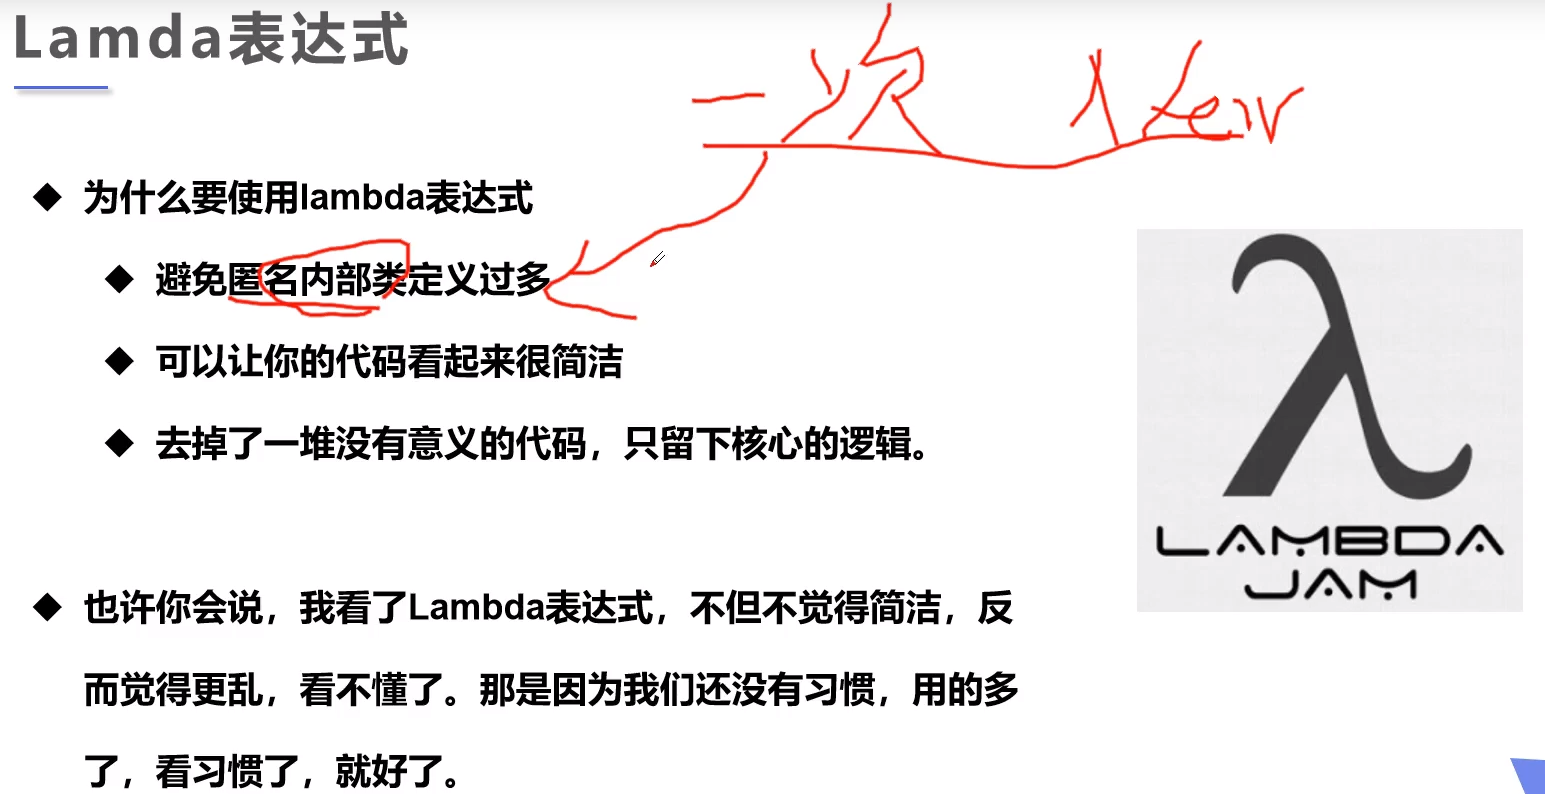 Lamda表达式
一次
为什么要使用lambda表达式
避免匿名内部类定义过多
可以让你的代码看起来很简洁
去掉了一堆没有意义的代码，只留下核心的逻辑。
LAMBDA
JAM
也许你会说，我看了Lambda表达式，不但不觉得简洁，反
而觉得更乱，看不懂了。那是因为我们还没有习惯，用的多
了，看习惯了，就好了。